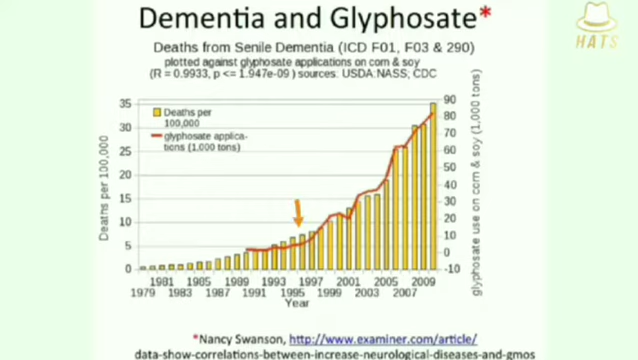 Dementia and Glyphosate*
HATS
Deaths from Senile Dementia (ICD F01, F03 & 290)
plotted against glyphosate applications on corn & soy
(R = 0.9933, p <= 1.947e-09 ) sources: USDA:NASS; CDC
Deaths per
100,000
glyphosate applica-
tions (1,000 tons)
Deaths per 100,000
35
30
25
20
15
10
5
0
90
80
70
60
50
40
30
20
10
0
-10
glyphosate use on corn & soy (1,000 tons)
1981 1985 1989 1993 1997 2001 2005 2009
1979 1983 1987 1991 1995 1999 2003 2007
Year
*Nancy Swanson, http://www.examiner.com/article/
data-show-correlations-between-increase-neurological-diseases-and-gmos